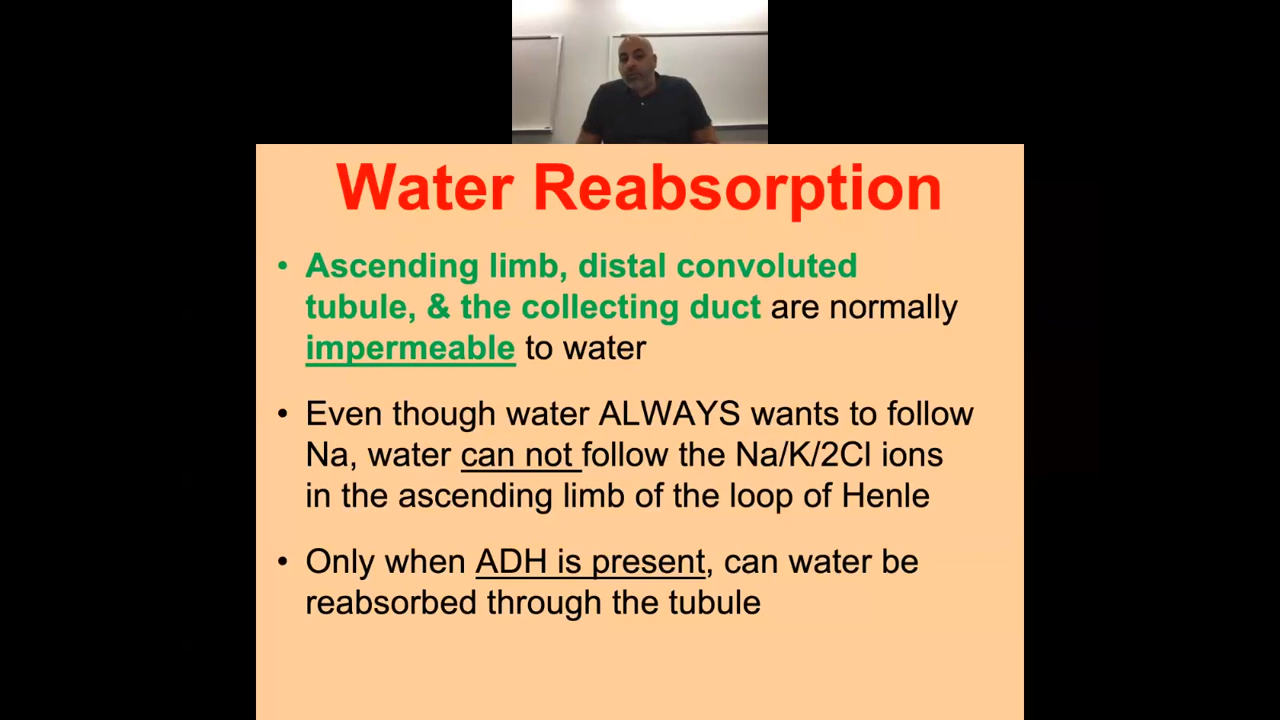 Water Reabsorption
• Ascending limb, distal convoluted
tubule, & the collecting duct are normally
impermeable to water
• Even though water ALWAYS wants to follow
Na, water can not follow the Na/K/2Cl ions
in the ascending limb of the loop of Henle
• Only when ADH is present, can water be
reabsorbed through the tubule